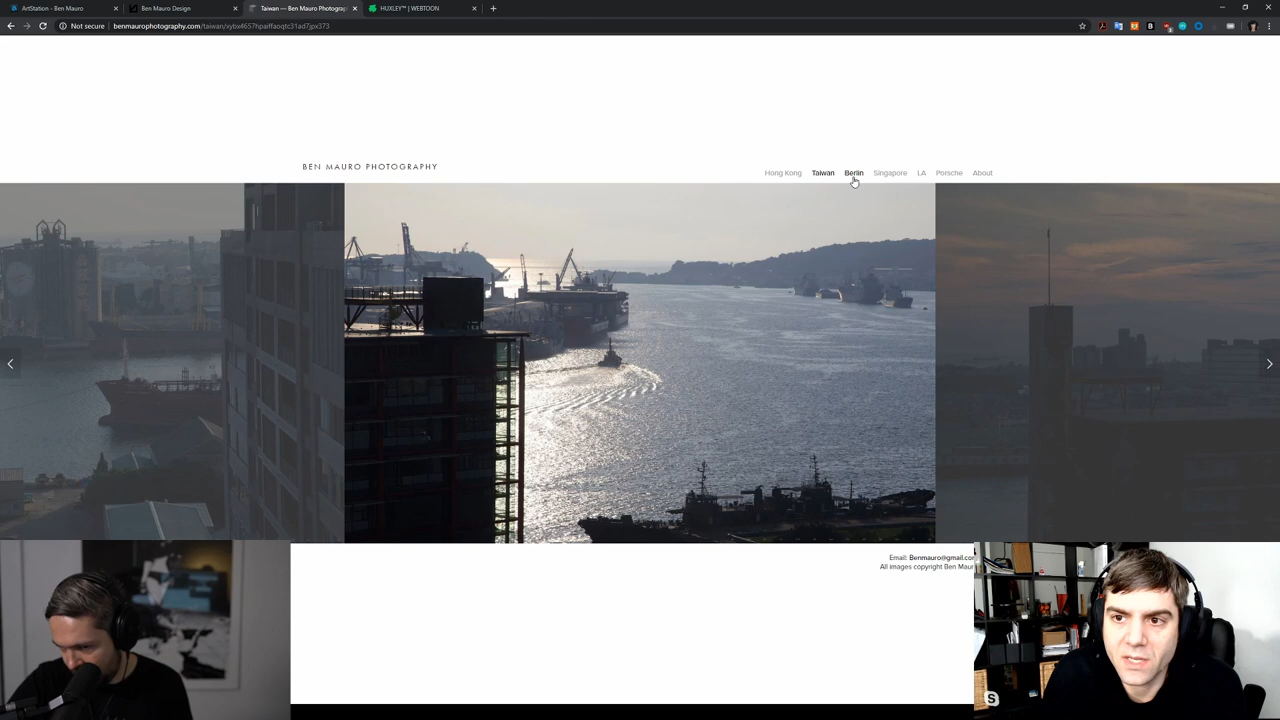 ArtStation - Ben Mauro
Ben Mauro Design
Taiwan — Ben Mauro Photograp
HUXLEY™ | WEBTOON
Not secure
benmaurophotography.com/taiwan/xybx4657hpaiffaoqtc31ad7jpx373
BEN MAURO PHOTOGRAPHY
Hong Kong Taiwan Berlin Singapore LA Porsche About
Email: Benmauro@gmail.com
All images copyright Ben Maur
S